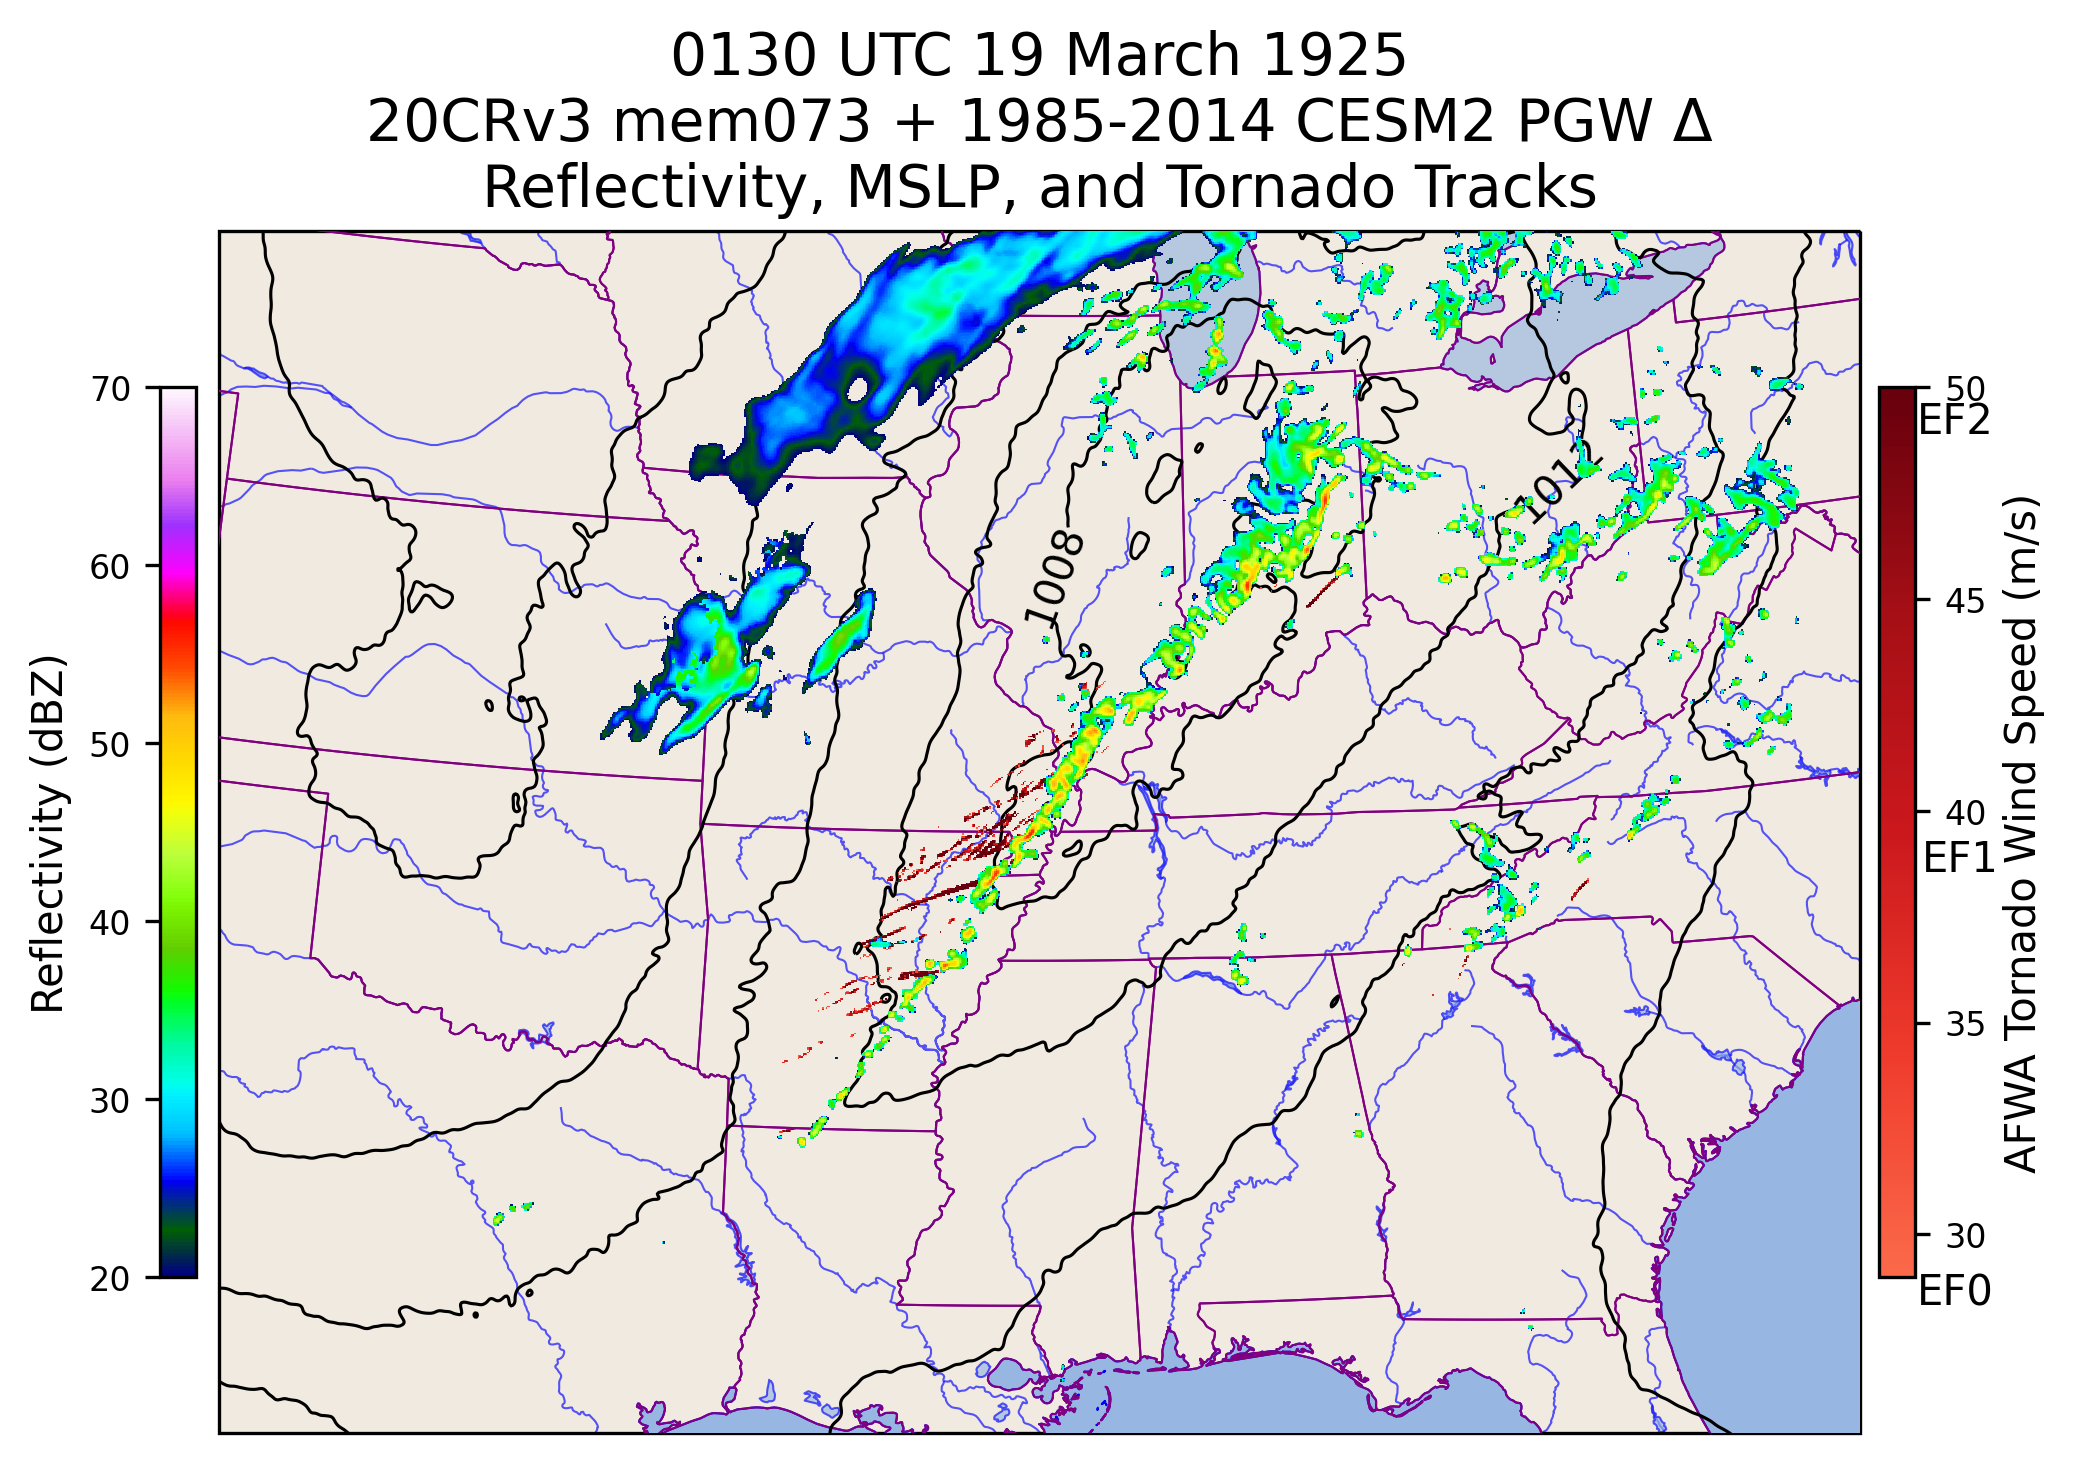 0130 UTC 19 March 1925
20CRv3 mem073 + 1985-2014 CESM2 PGW Δ
Reflectivity, MSLP, and Tornado Tracks
70
60
50
40
30
20
Reflectivity (dBZ)
1008
1012
50
EF2
45
40
EF1
35
30
EF0
AFWA Tornado Wind Speed (m/s)